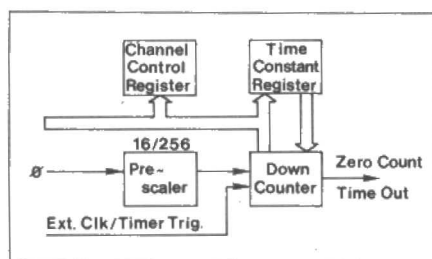 Channel
Control
Register
Time
Constant
Register
16/256
ø
Pre~
scaler
Down
Counter
Zero Count
Time Out
Ext. Clk/Timer Trig.